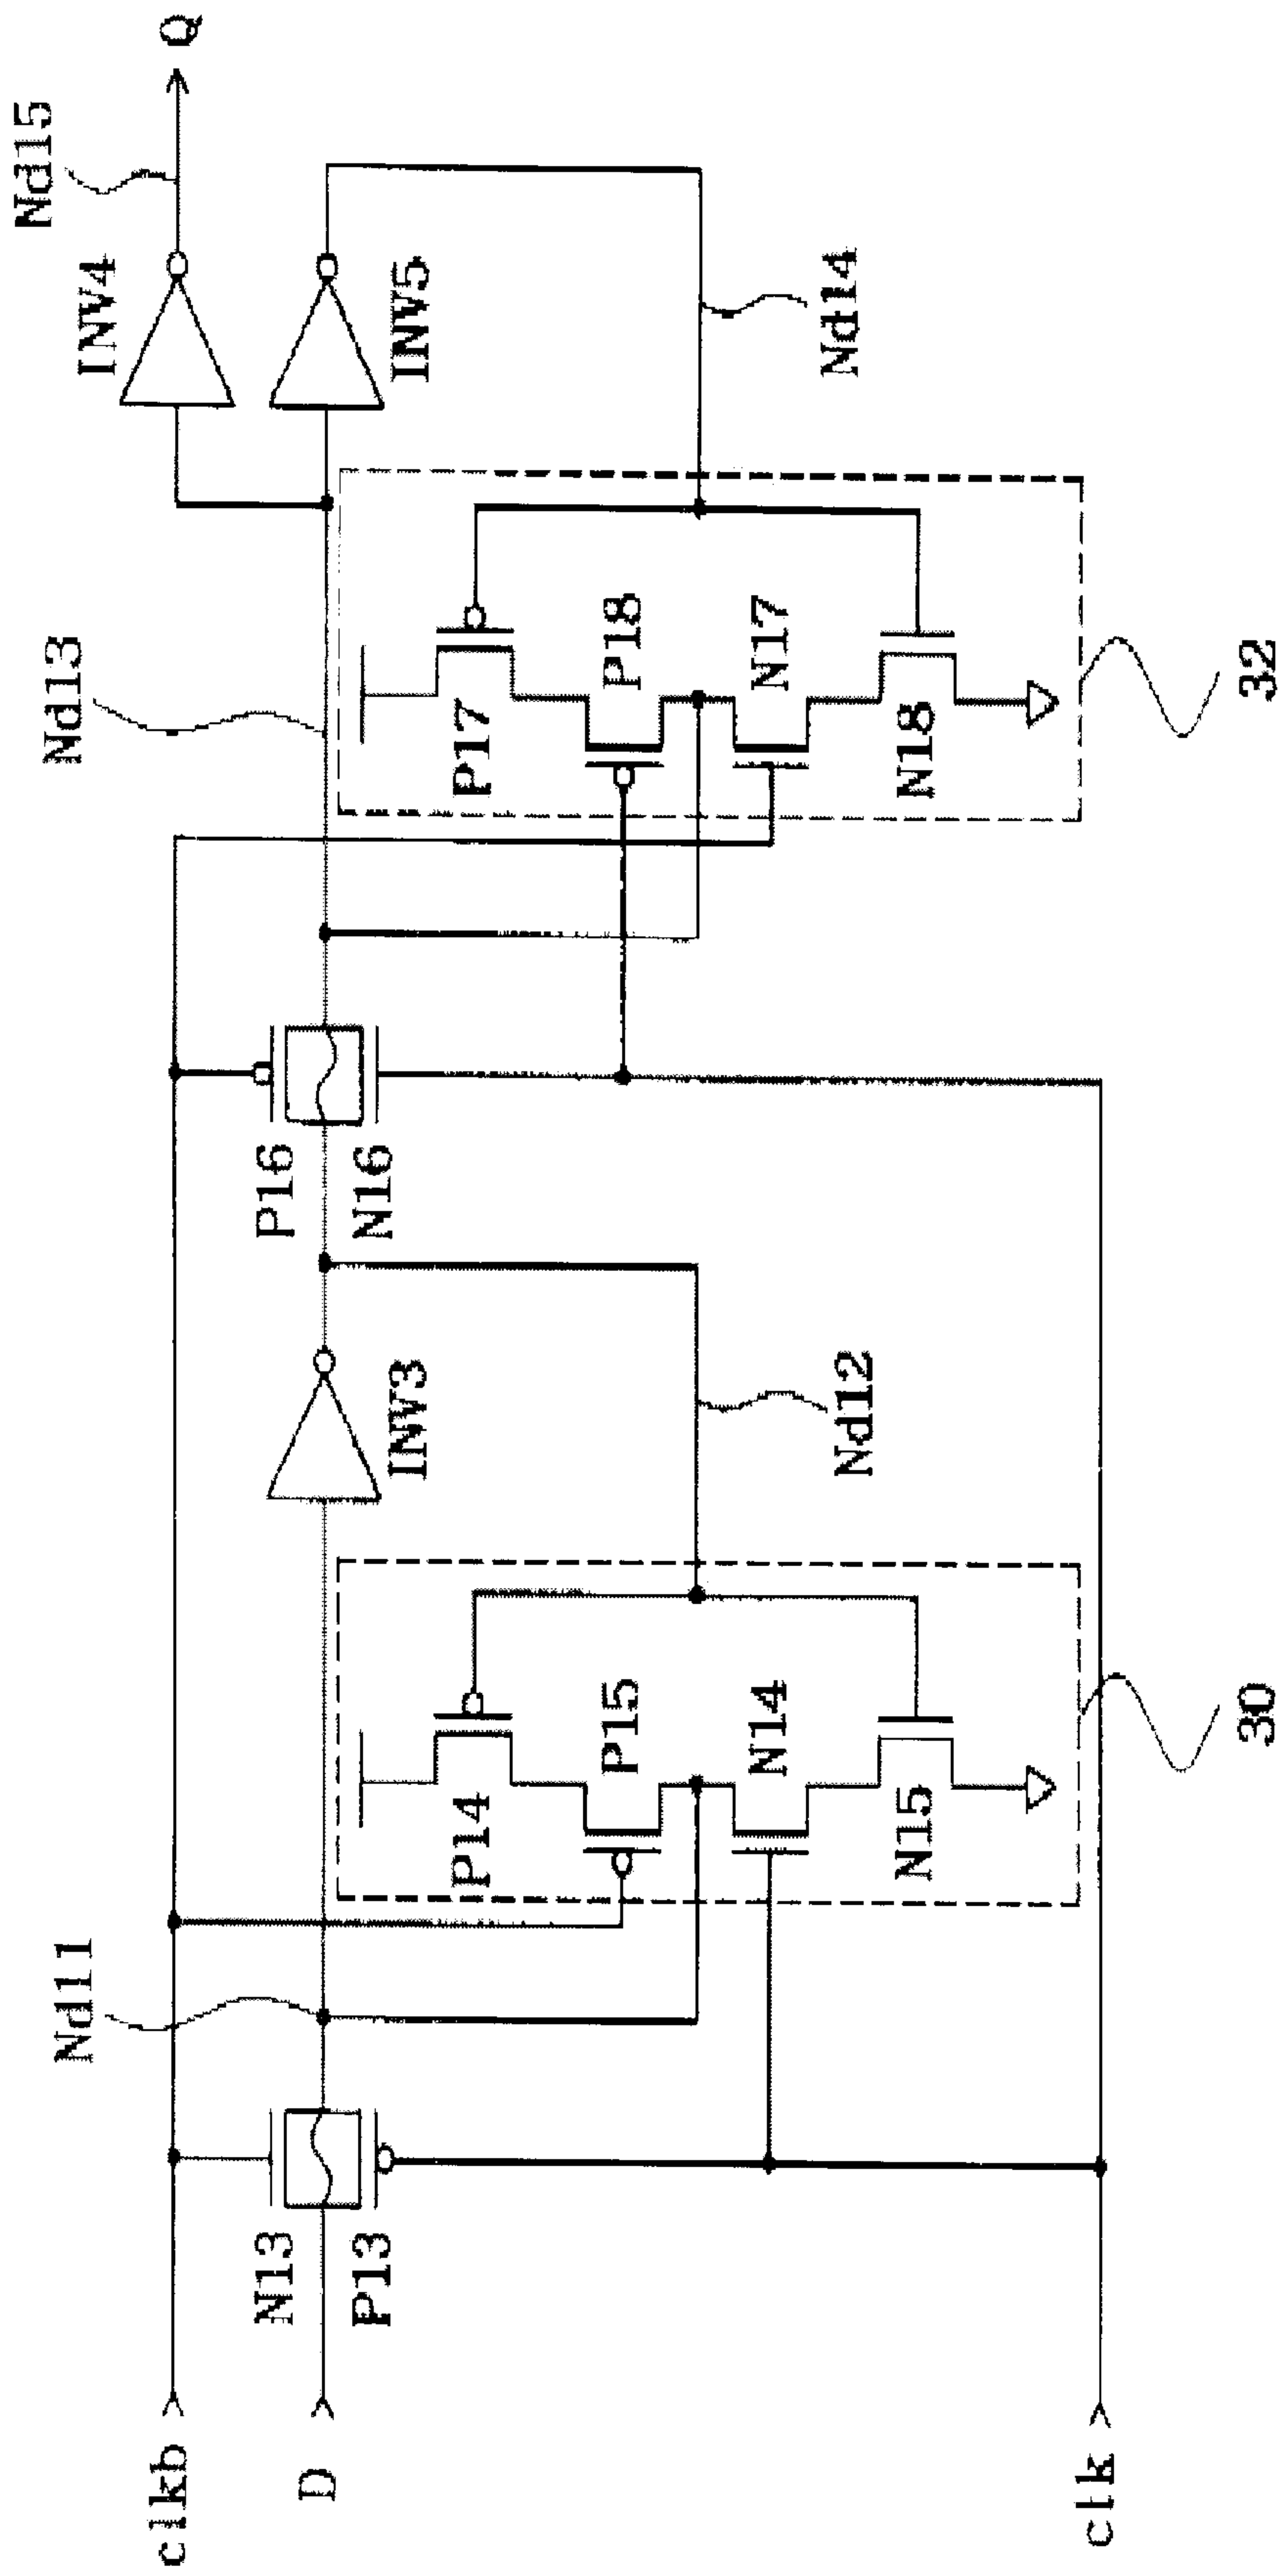 clkb
D
clk
N13
P13
Nd11
P14
P15
N14
N15
30
INV3
Nd12
P16
N16
Nd13
P17
P18
N17
N18
32
INV4
INV5
Nd14
Nd15
Q